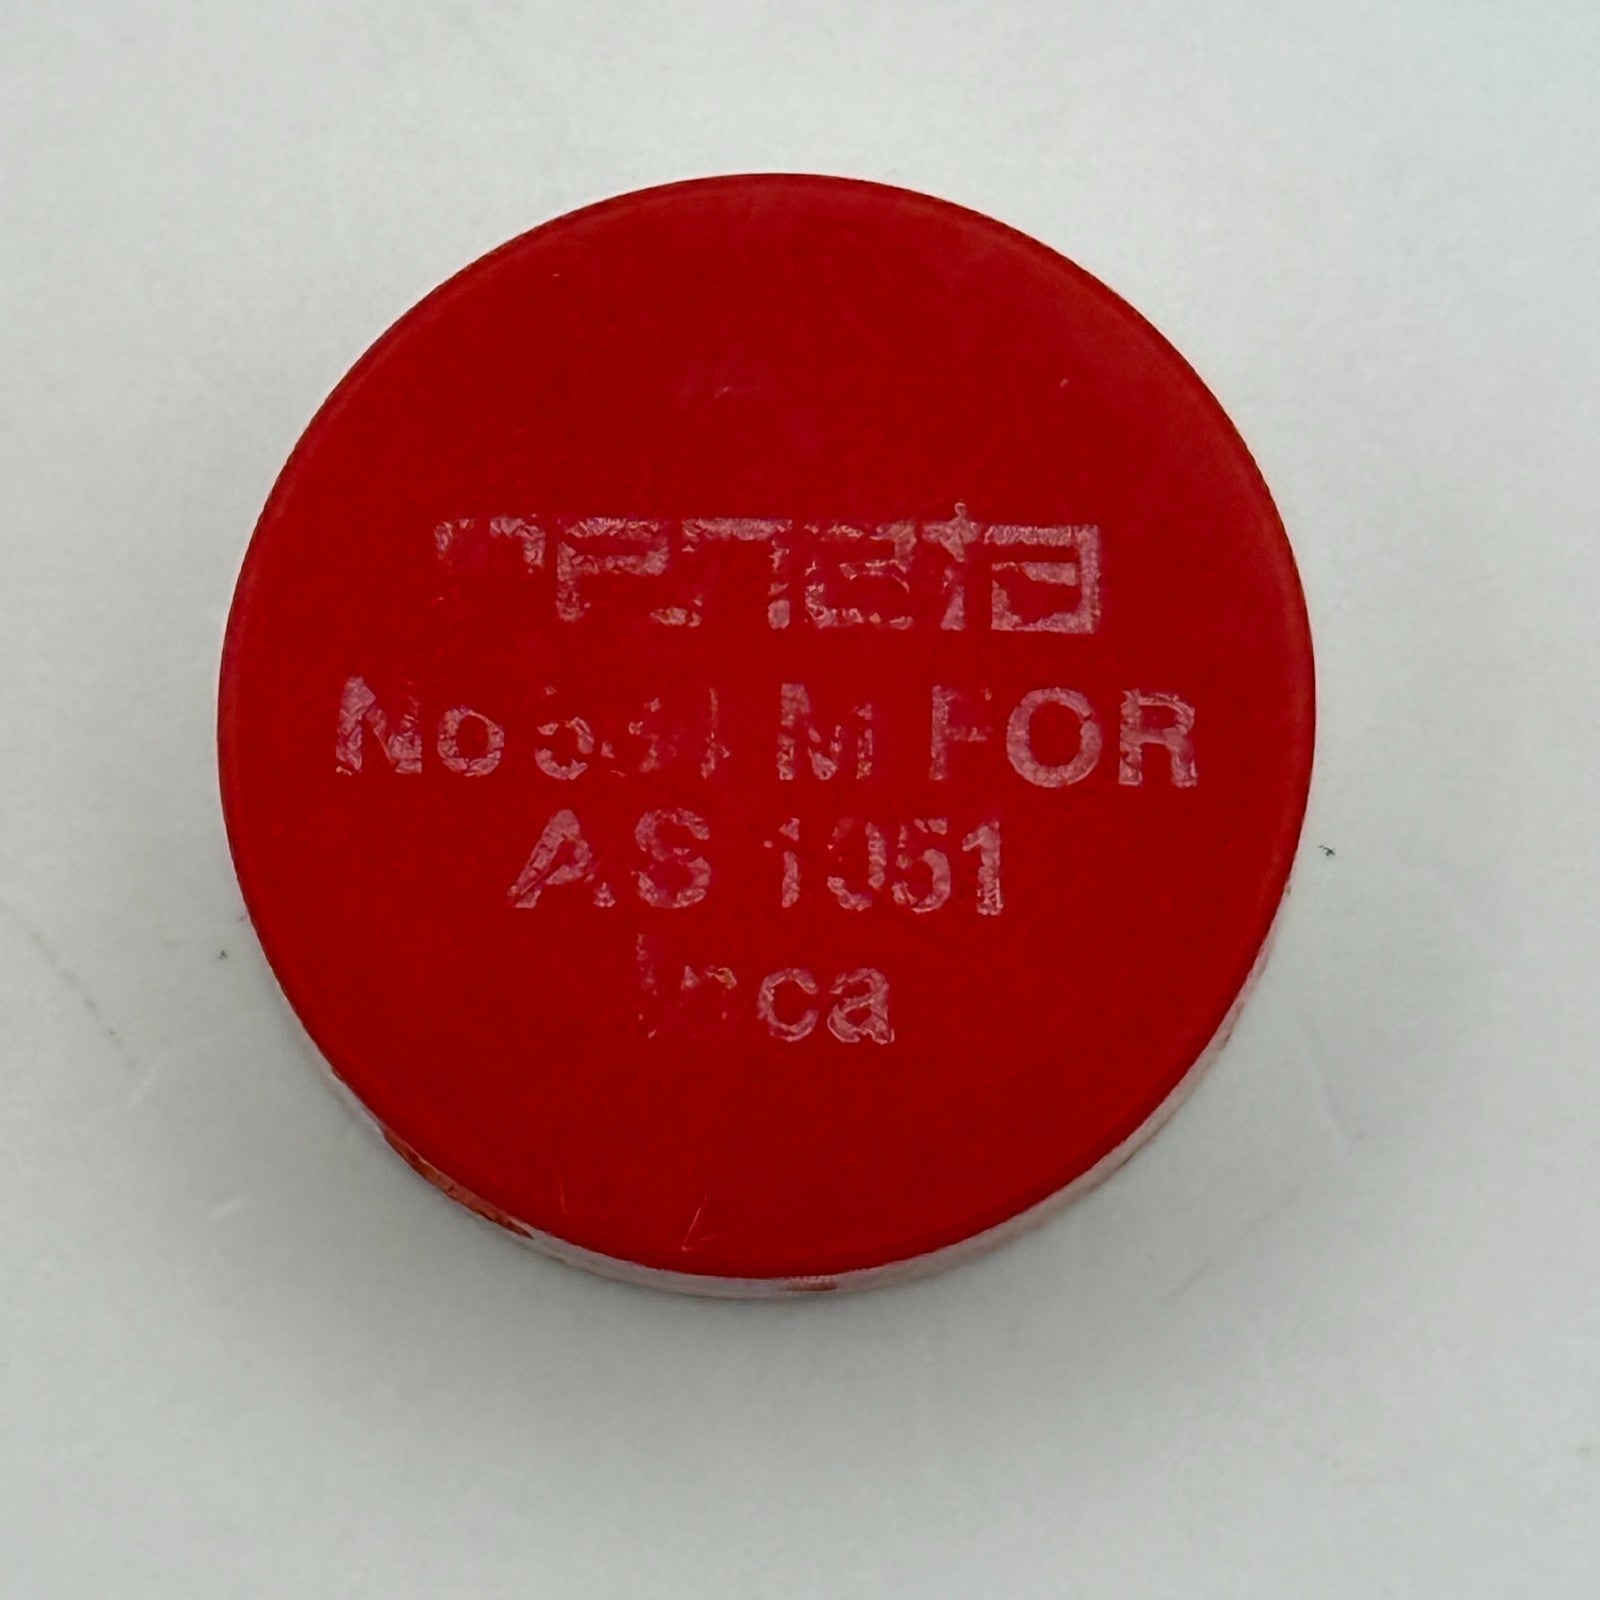 No M FOR
AS 1051
Inca